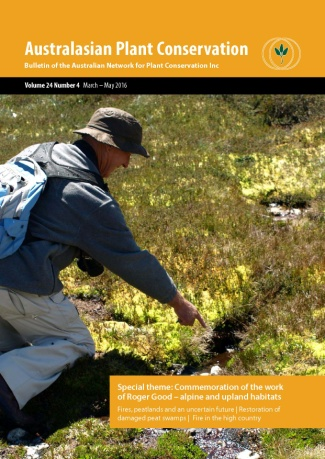 Australasian Plant Conservation
Bulletin of the Australian Network for Plant Conservation Inc
Volume 24 Number 4 March – May 2016
Special theme: Commemoration of the work
of Roger Good – alpine and upland habitats
Fires, peatlands and an uncertain future | Restoration of
damaged peat swamps | Fire in the high country